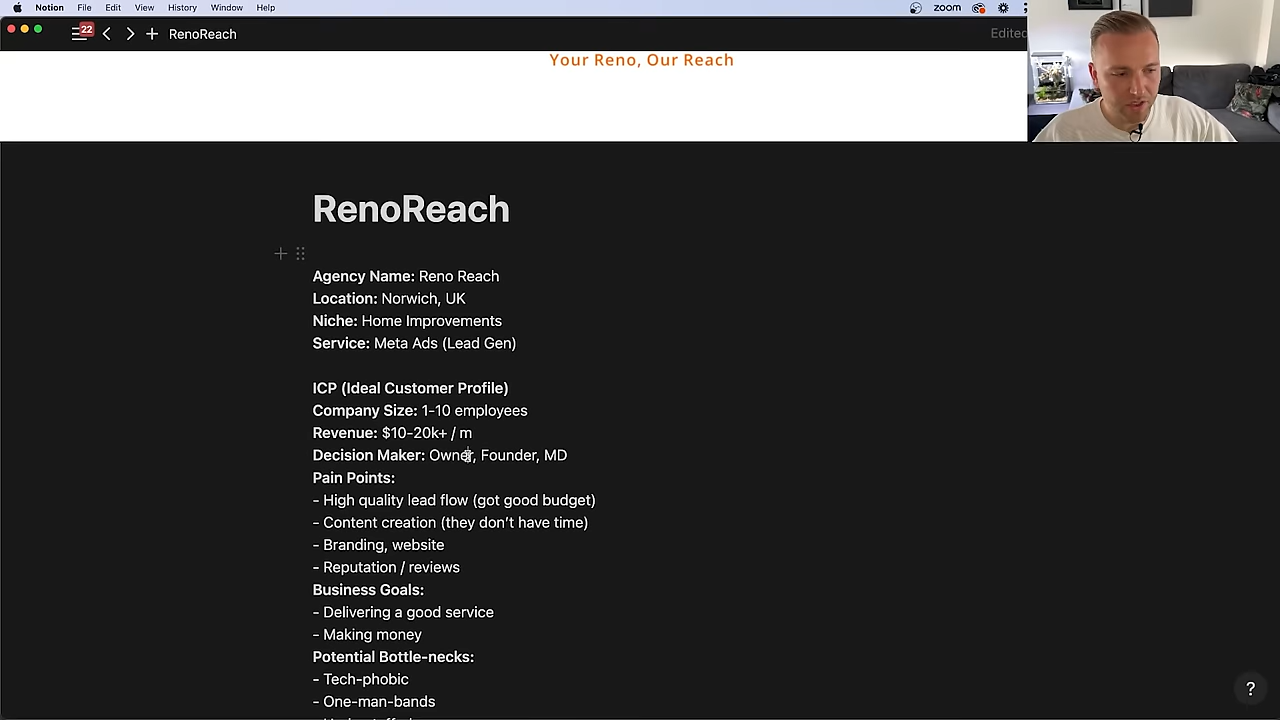 Notion File Edit View History Window Help zoom
22 RenoReach Edited
Your Reno, Our Reach
RenoReach
Agency Name: Reno Reach
Location: Norwich, UK
Niche: Home Improvements
Service: Meta Ads (Lead Gen)
ICP (Ideal Customer Profile)
Company Size: 1-10 employees
Revenue: $10-20k+ / m
Decision Maker: Owner, Founder, MD
Pain Points:
- High quality lead flow (got good budget)
- Content creation (they don't have time)
- Branding, website
- Reputation / reviews
Business Goals:
- Delivering a good service
- Making money
Potential Bottle-necks:
- Tech-phobic
- One-man-bands
?